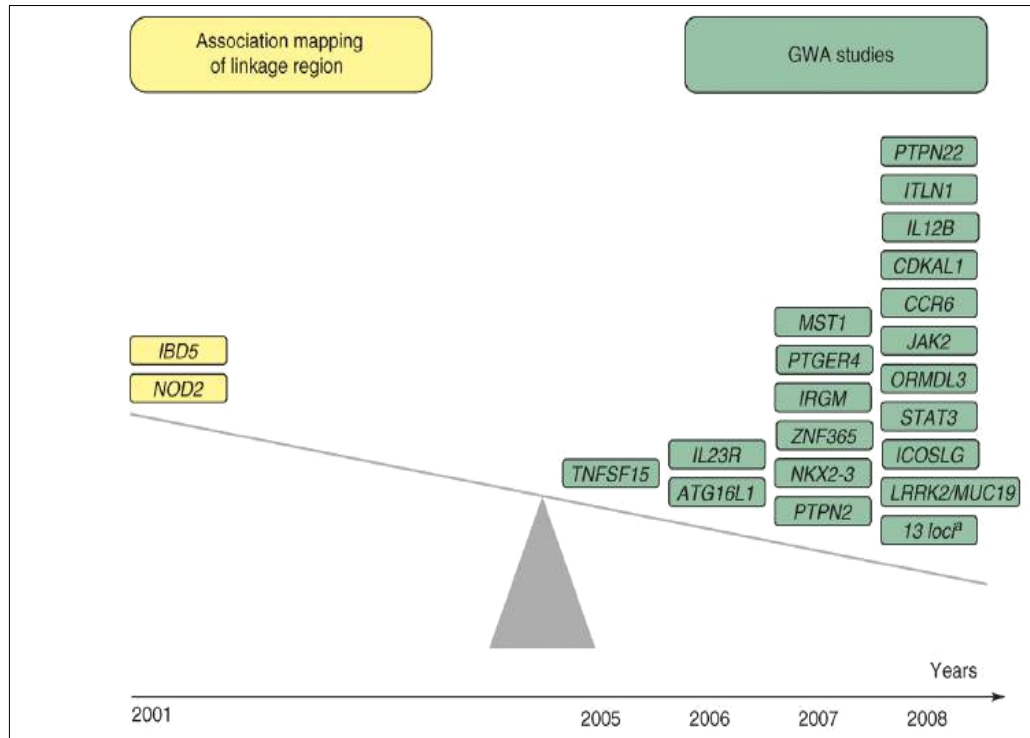 Association mapping
of linkage region
GWA studies
IBD5
NOD2
TNFSF15
IL23R
ATG16L1
MST1
PTGER4
IRGM
ZNF365
NKX2-3
PTPN2
PTPN22
ITLN1
IL12B
CDKAL1
CCR6
JAK2
ORMDL3
STAT3
ICOSLG
LRRK2/MUC19
13 lociª
Years
2001
2005
2006
2007
2008